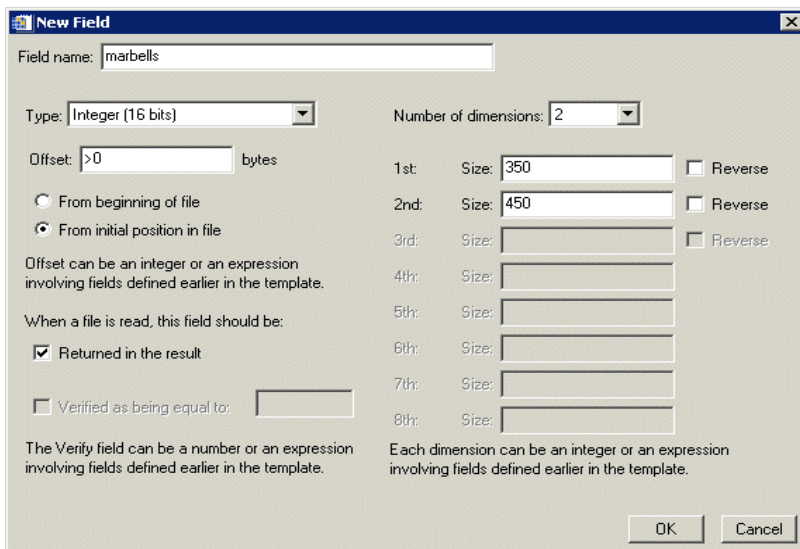 New Field
Field name: marbells
Type: Integer (16 bits)
Number of dimensions: 2
Offset: >0 bytes
From beginning of file
From initial position in file
Offset can be an integer or an expression
involving fields defined earlier in the template.
When a file is read, this field should be:
Returned in the result
Verified as being equal to:
The Verify field can be a number or an expression
involving fields defined earlier in the template.
1st: Size: 350 Reverse
2nd: Size: 450 Reverse
3rd: Size: Reverse
4th: Size:
5th: Size:
6th: Size:
7th: Size:
8th: Size:
Each dimension can be an integer or an expression
involving fields defined earlier in the template.
OK Cancel